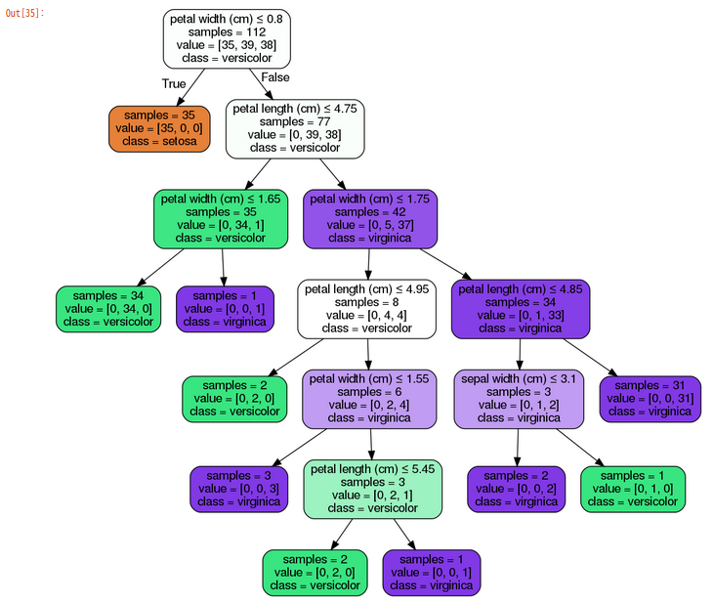 Out[35]:
petal width (cm) ≤ 0.8
samples = 112
value = [35, 39, 38]
class = versicolor
True
False
samples = 35
value = [35, 0, 0]
class = setosa
petal length (cm) ≤ 4.75
samples = 77
value = [0, 39, 38]
class = versicolor
petal width (cm) ≤ 1.65
samples = 35
value = [0, 34, 1]
class = versicolor
petal width (cm) ≤ 1.75
samples = 42
value = [0, 5, 37]
class = virginica
samples = 34
value = [0, 34, 0]
class = versicolor
samples = 1
value = [0, 0, 1]
class = virginica
petal length (cm) ≤ 4.95
samples = 8
value = [0, 4, 4]
class = versicolor
petal length (cm) ≤ 4.85
samples = 34
value = [0, 1, 33]
class = virginica
samples = 2
value = [0, 2, 0]
class = versicolor
petal width (cm) ≤ 1.55
samples = 6
value = [0, 2, 4]
class = virginica
sepal width (cm) ≤ 3.1
samples = 3
value = [0, 1, 2]
class = virginica
samples = 31
value = [0, 0, 31]
class = virginica
samples = 3
value = [0, 0, 3]
class = virginica
petal length (cm) ≤ 5.45
samples = 3
value = [0, 2, 1]
class = versicolor
samples = 2
value = [0, 0, 2]
class = virginica
samples = 1
value = [0, 1, 0]
class = versicolor
samples = 2
value = [0, 2, 0]
class = versicolor
samples = 1
value = [0, 0, 1]
class = virginica